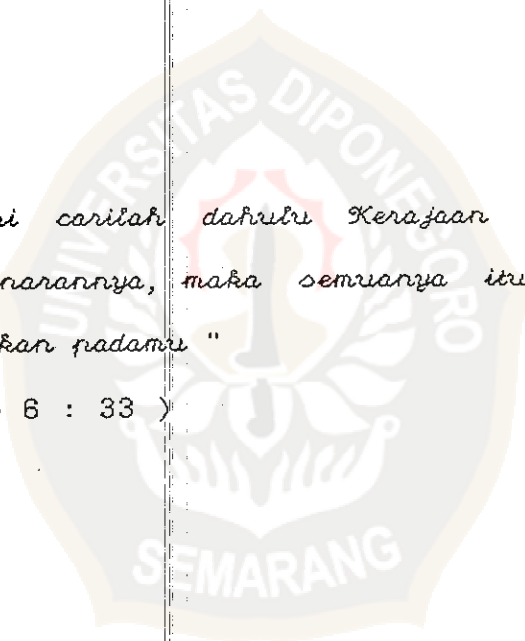 i carilah dahulu Kerajaan
narannya, maka semuanya itu
kan padamu "
6 : 33 )
UNIVERSITAS DIPONEGORO
SEMARANG